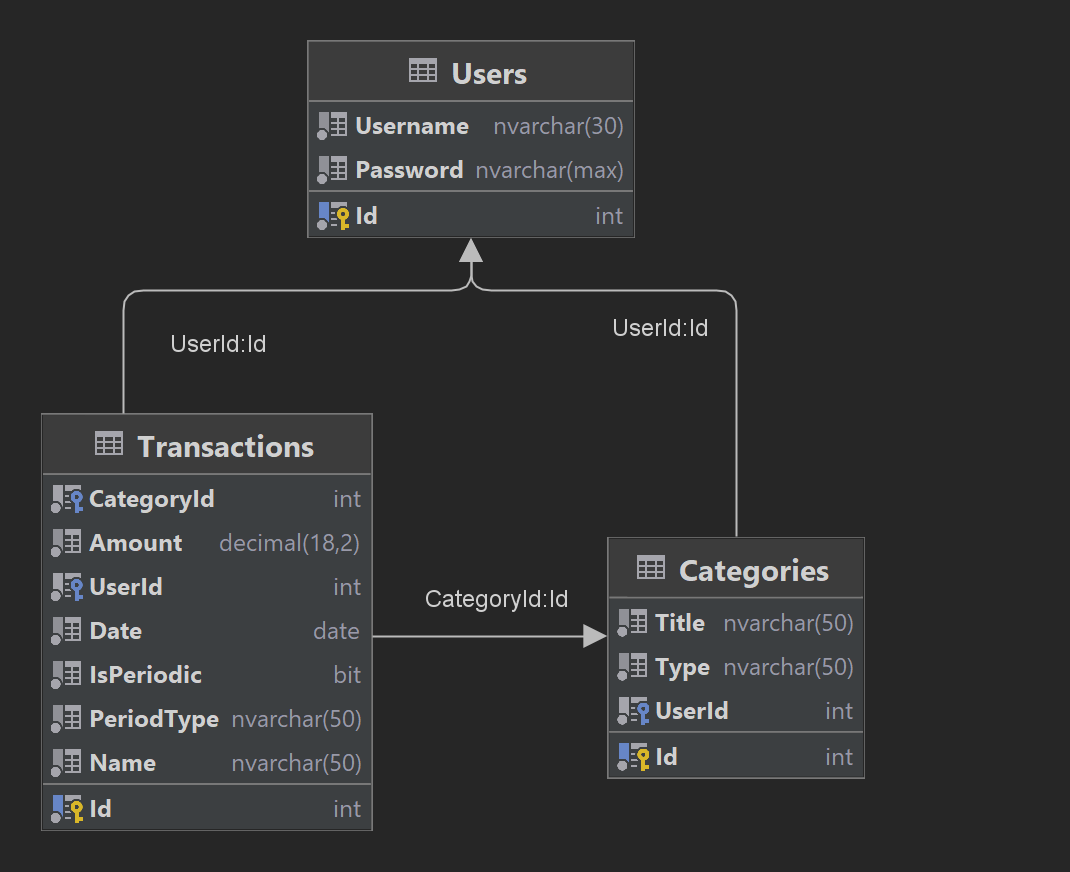 Users
Username nvarchar(30)
Password nvarchar(max)
Id int
UserId:Id
UserId:Id
Transactions
CategoryId int
Amount decimal(18,2)
UserId int
Date date
IsPeriodic bit
PeriodType nvarchar(50)
Name nvarchar(50)
Id int
CategoryId:Id
Categories
Title nvarchar(50)
Type nvarchar(50)
UserId int
Id int